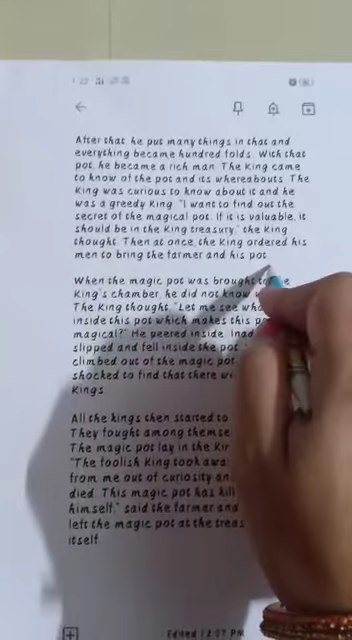 After that he put many things in that and
everything became hundred folds. With that
pot, he became a rich man. The King came
to know of the pot and its whereabouts. The
King was curious to know about it and he
was a greedy king. "I want to find out the
secret of the magical pot. If it is valuable, it
should be in the King treasury," the King
thought. Then at once, the King ordered his
men to bring the farmer and his pot.
When the magic pot was brought to
King's chamber, he did not know
The King thought, "Let me see
inside this pot which makes this
magical?" He peered inside.
slipped and fell inside the pot.
climbed out of the magic pot
shocked to find that there
Kings.
All the kings then started to
They fought among
The magic pot lay in the
"The foolish King took
from me out of curiosity
died. This magic pot has
himself," said the farmer and
left the magic pot at the
itself.
Edited